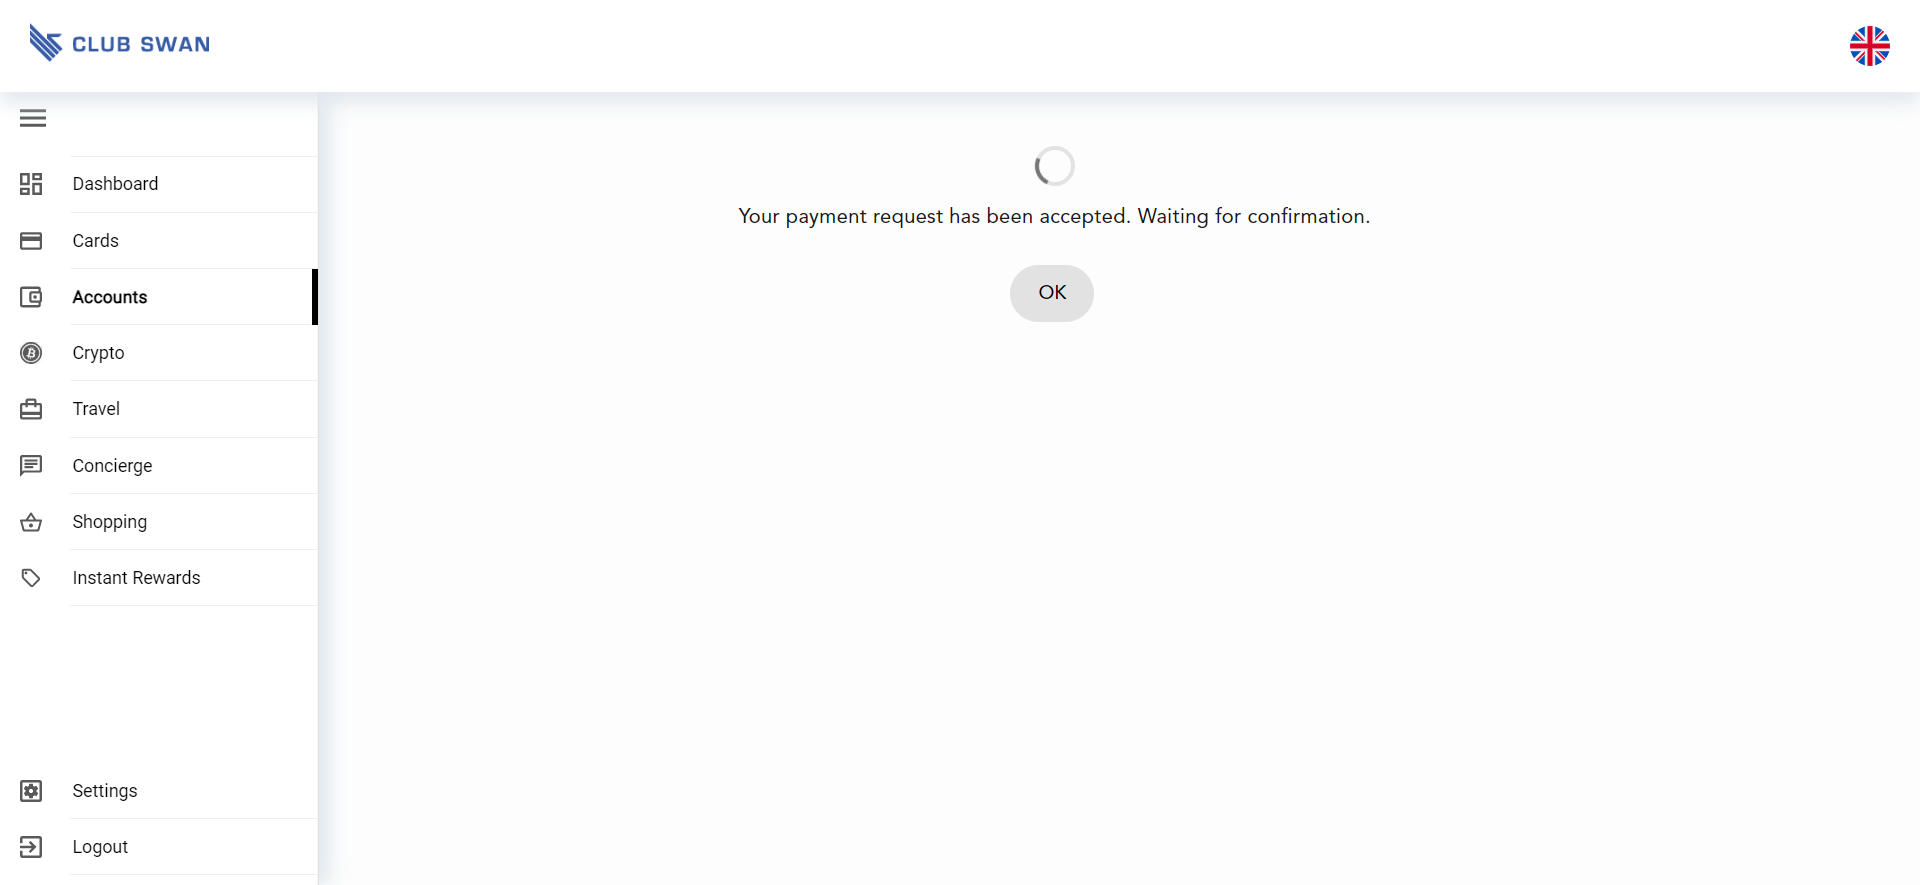 CLUB SWAN
Dashboard
Cards
Accounts
Crypto
Travel
Concierge
Shopping
Instant Rewards
Settings
Logout
Your payment request has been accepted. Waiting for confirmation.
OK